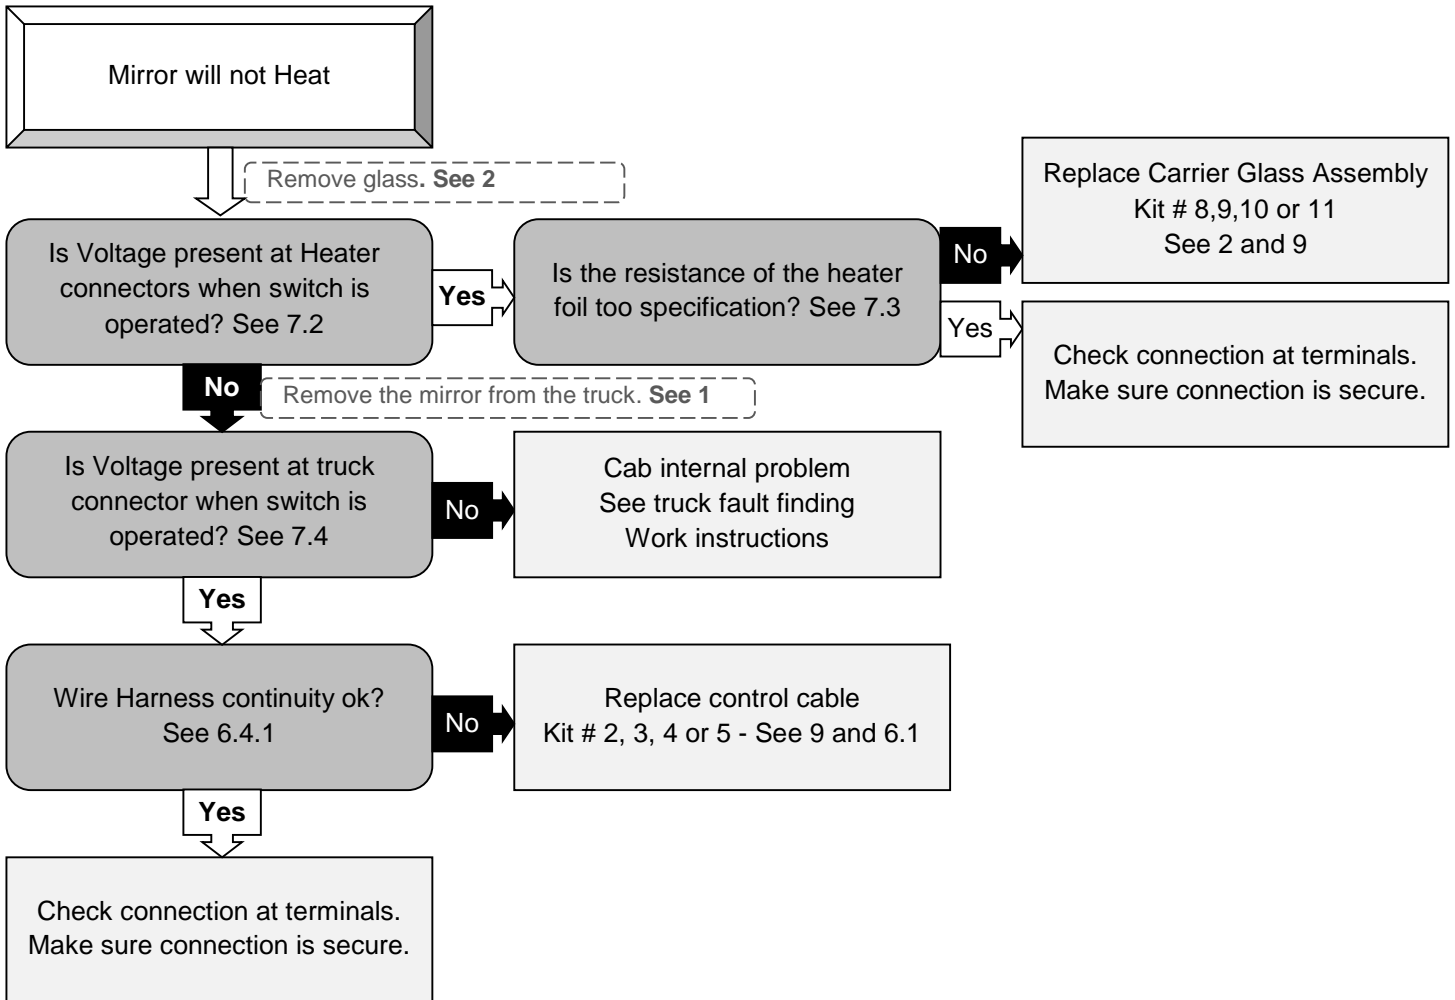 Mirror will not Heat
Remove glass. See 2
Is Voltage present at Heater
connectors when switch is
operated? See 7.2
Yes
Is the resistance of the heater
foil too specification? See 7.3
No
Replace Carrier Glass Assembly
Kit # 8,9,10 or 11
See 2 and 9
Yes
Check connection at terminals.
Make sure connection is secure.
No
Remove the mirror from the truck. See 1
Is Voltage present at truck
connector when switch is
operated? See 7.4
No
Cab internal problem
See truck fault finding
Work instructions
Yes
Wire Harness continuity ok?
See 6.4.1
No
Replace control cable
Kit # 2, 3, 4 or 5 - See 9 and 6.1
Yes
Check connection at terminals.
Make sure connection is secure.